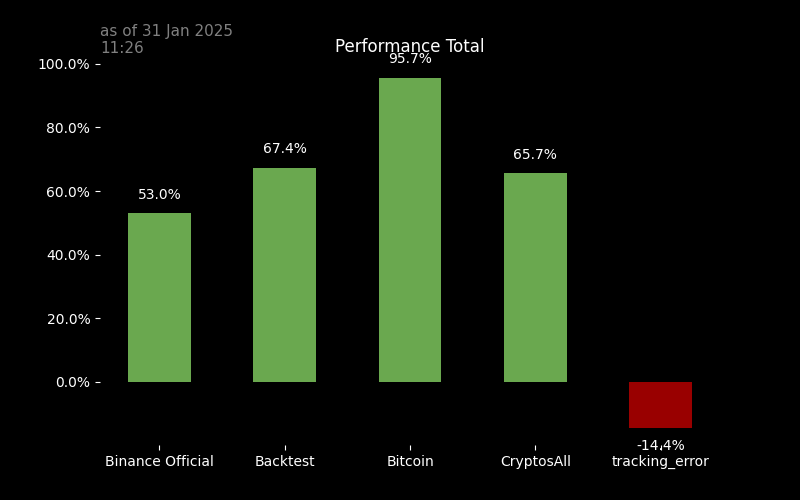 as of 31 Jan 2025
11:26
Performance Total
100.0%
80.0%
60.0%
40.0%
20.0%
0.0%
53.0%
67.4%
95.7%
65.7%
-14.4%
Binance Official
Backtest
Bitcoin
CryptosAll
tracking_error